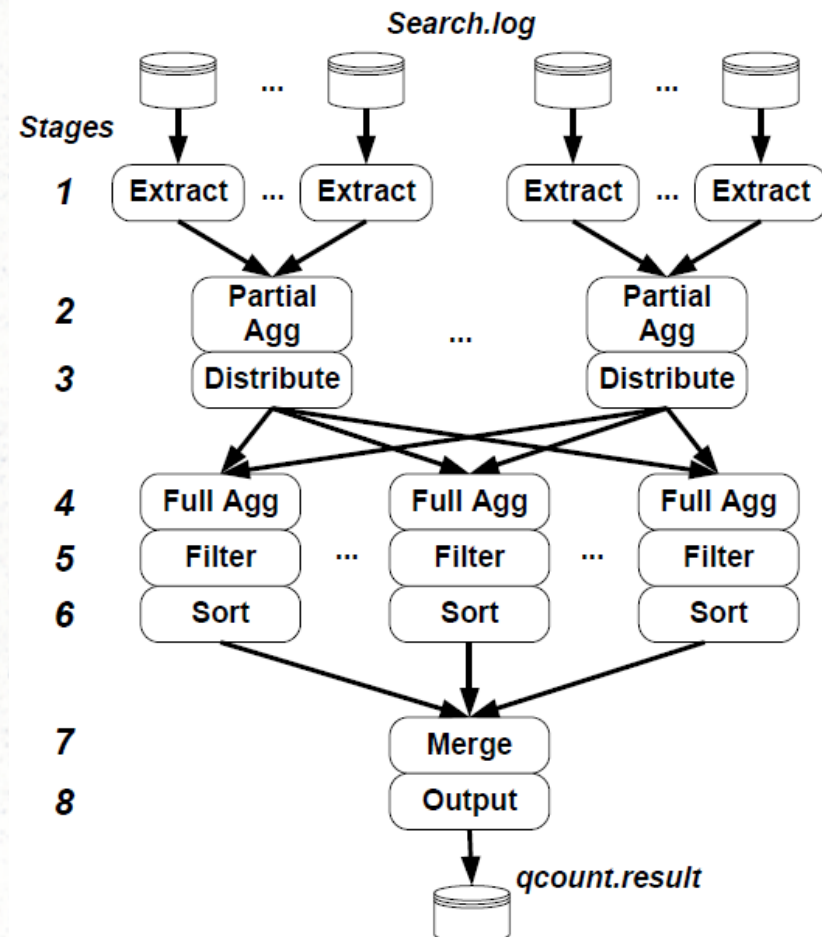 Search.log
... ...
Stages
1 Extract ... Extract Extract ... Extract
2 Partial Agg ... Partial Agg
3 Distribute Distribute
4 Full Agg Full Agg Full Agg
5 Filter ... Filter ... Filter
6 Sort Sort Sort
7 Merge
8 Output
qcount.result